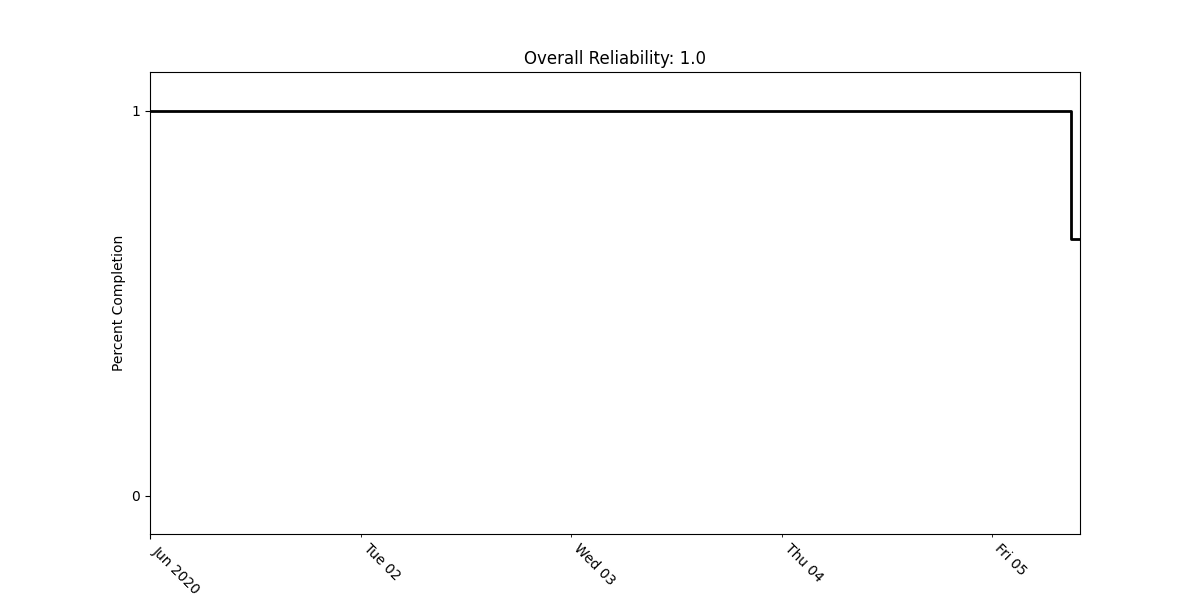 Overall Reliability: 1.0
1
Percent Completion
0
Jun 2020
Tue 02
Wed 03
Thu 04
Fri 05